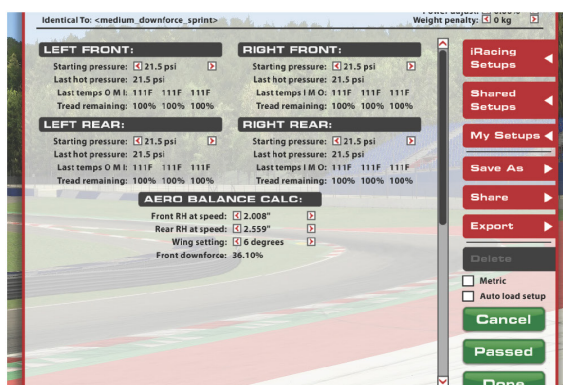 Identical To: <medium_downforce_sprint>
Weight penalty: 0 kg
LEFT FRONT:
Starting pressure: 21.5 psi
Last hot pressure: 21.5 psi
Last temps O M I: 111F 111F 111F
Tread remaining: 100% 100% 100%
RIGHT FRONT:
Starting pressure: 21.5 psi
Last hot pressure: 21.5 psi
Last temps I M O: 111F 111F 111F
Tread remaining: 100% 100% 100%
LEFT REAR:
Starting pressure: 21.5 psi
Last hot pressure: 21.5 psi
Last temps O M I: 111F 111F 111F
Tread remaining: 100% 100% 100%
RIGHT REAR:
Starting pressure: 21.5 psi
Last hot pressure: 21.5 psi
Last temps I M O: 111F 111F 111F
Tread remaining: 100% 100% 100%
AERO BALANCE CALC:
Front RH at speed: 2.008"
Rear RH at speed: 2.559"
Wing setting: 6 degrees
Front downforce: 36.10%
iRacing
Setups
Shared
Setups
My Setups
Save As
Share
Export
Delete
Metric
Auto load setup
Cancel
Passed
Done